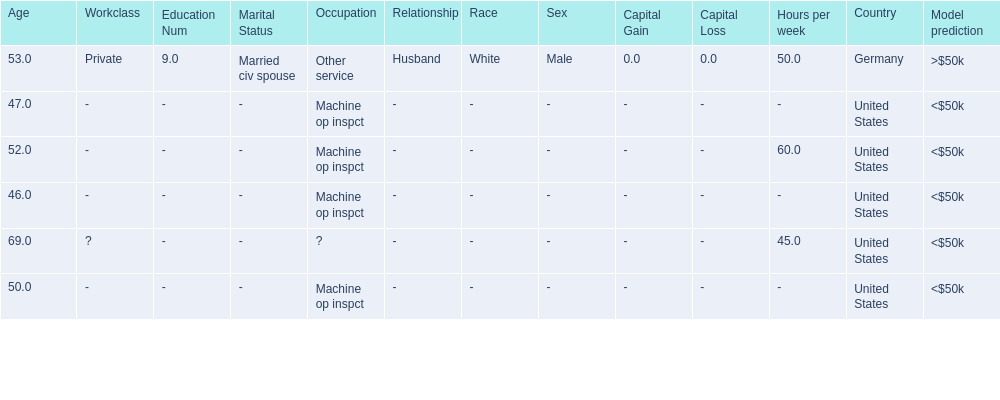 Age Workclass Education Num Marital Status Occupation Relationship Race Sex Capital Gain Capital Loss Hours per week Country Model prediction
53.0 Private 9.0 Married civ spouse Other service Husband White Male 0.0 0.0 50.0 Germany >$50k
47.0 - - - Machine op inspct - - - - - - United States <$50k
52.0 - - - Machine op inspct - - - - - 60.0 United States <$50k
46.0 - - - Machine op inspct - - - - - - United States <$50k
69.0 ? - - ? - - - - - 45.0 United States <$50k
50.0 - - - Machine op inspct - - - - - - United States <$50k